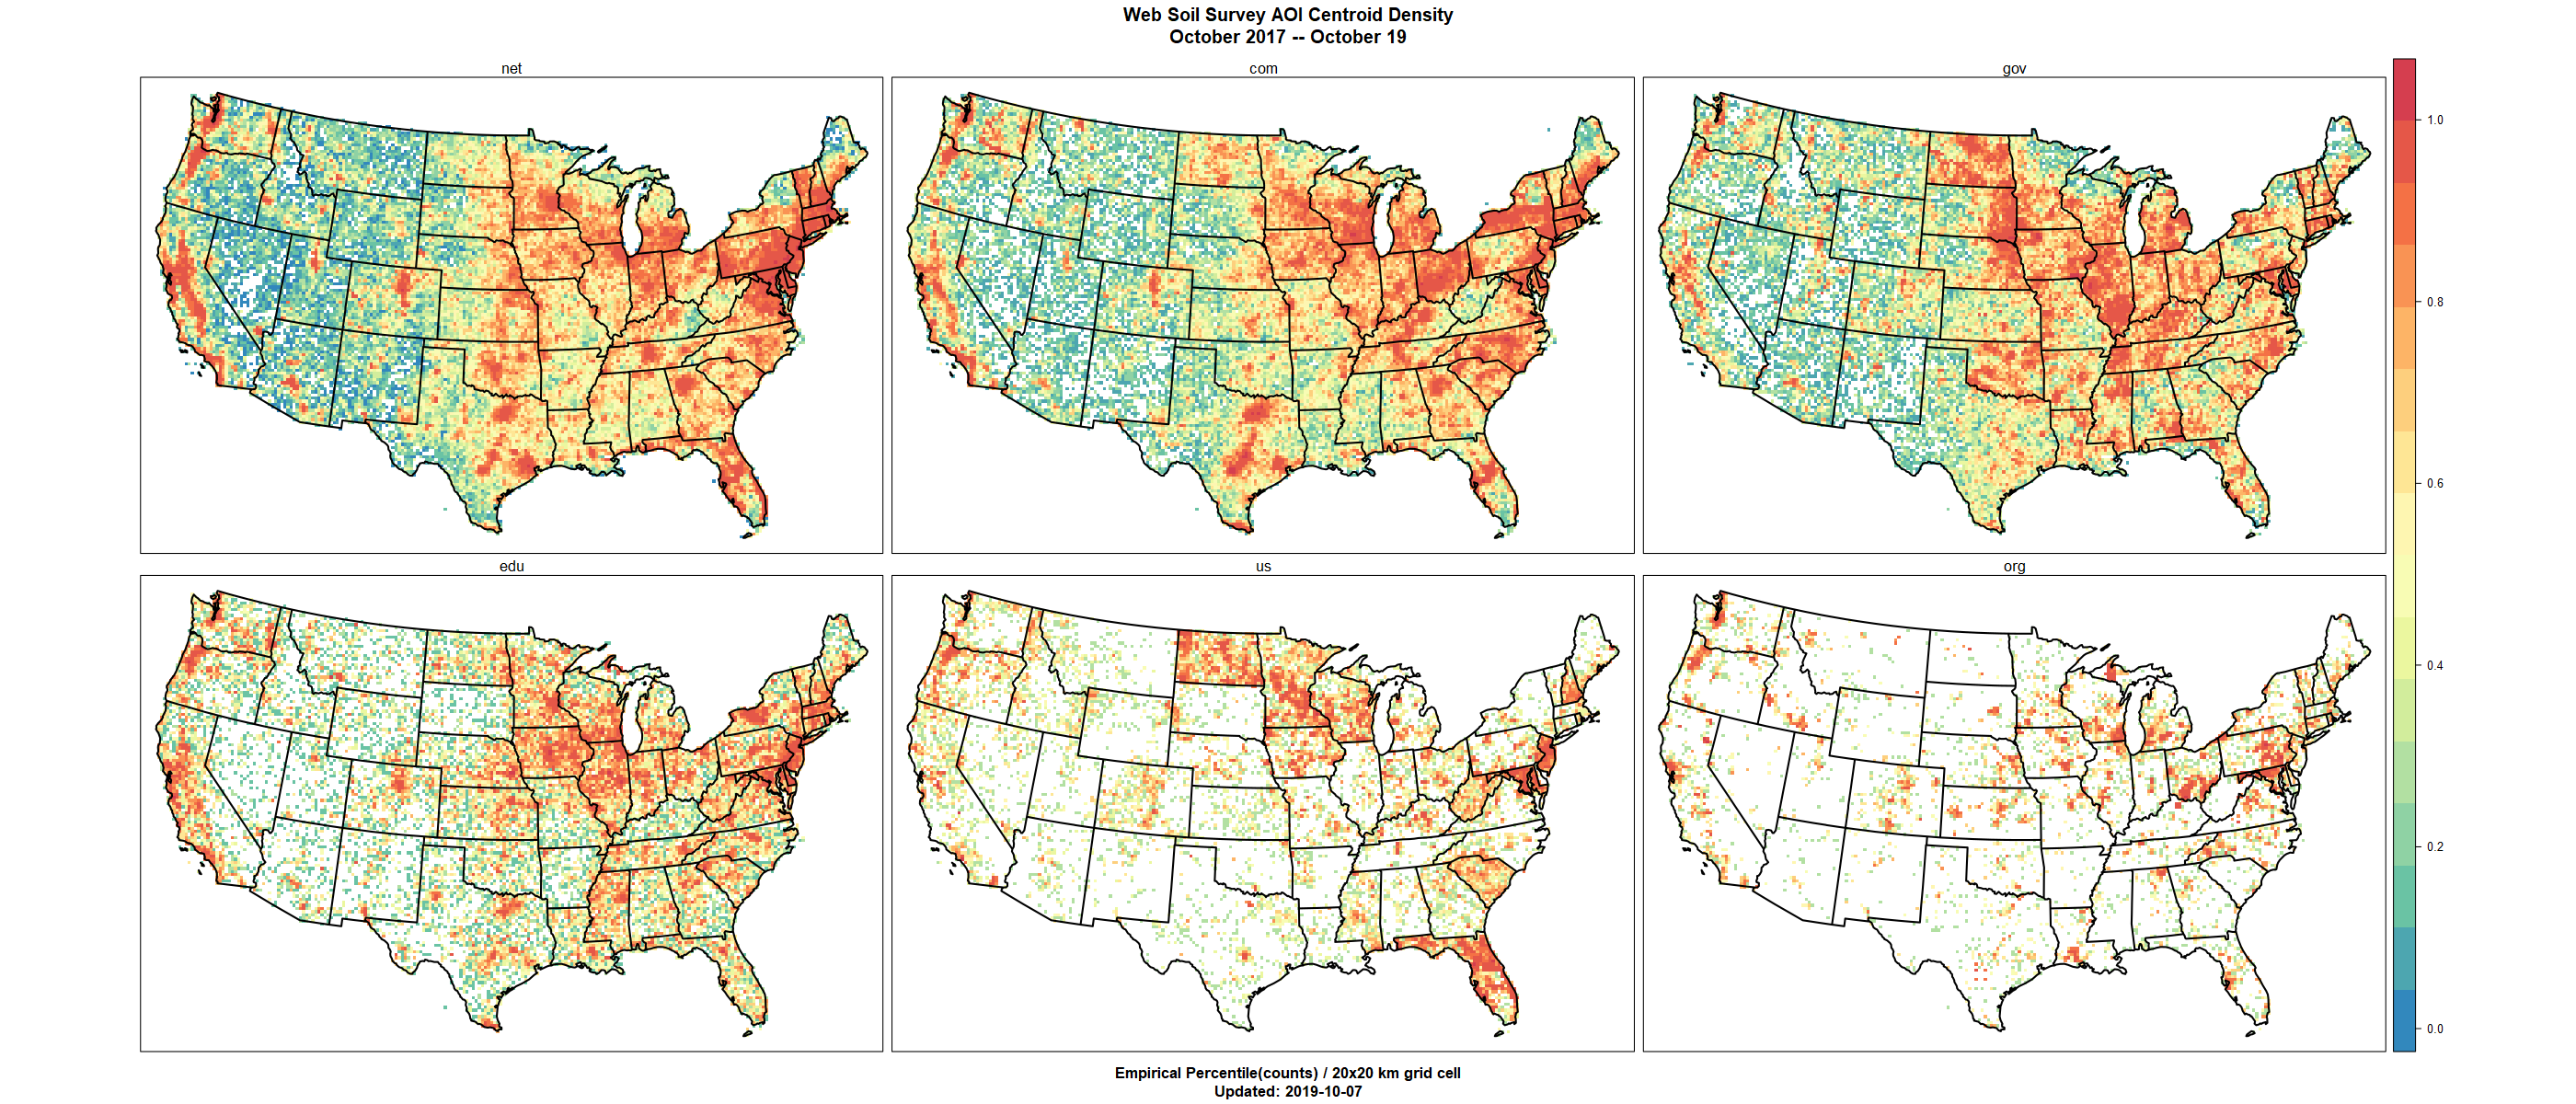 Web Soil Survey AOI Centroid Density
October 2017 -- October 19
net
com
gov
1.0
0.8
0.6
edu
us
org
0.4
0.2
0.0
Empirical Percentile(counts) / 20x20 km grid cell
Updated: 2019-10-07